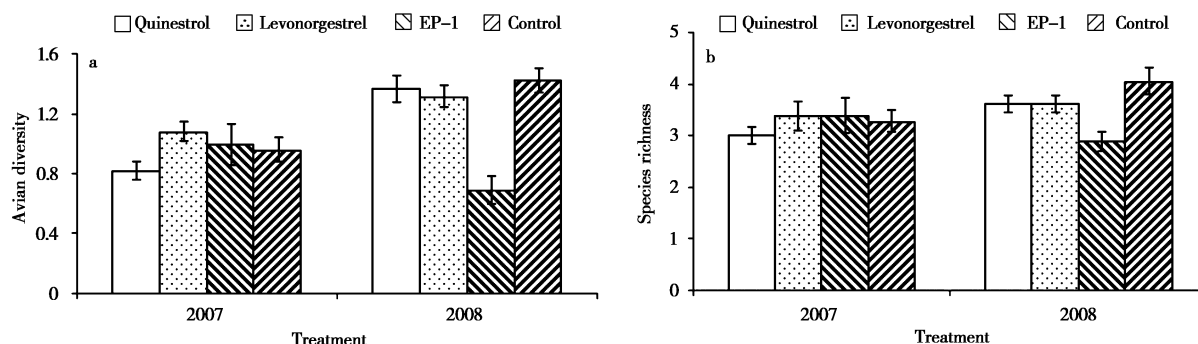 Quinestrol Levonorgestrel EP-1 Control
a
1.6
1.2
0.8
0.4
0
Avian diversity
2007 2008
Treatment
Quinestrol Levonorgestrel EP-1 Control
b
5
4
3
2
1
0
Species richness
2007 2008
Treatment